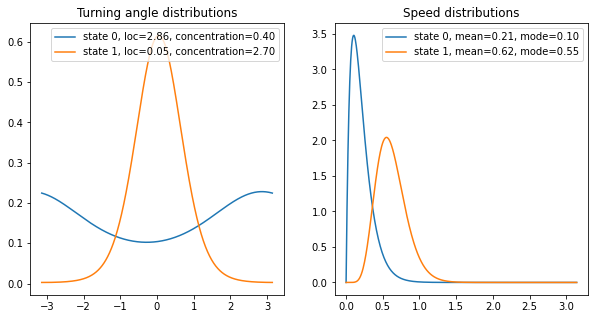 Turning angle distributions
state 0, loc=2.86, concentration=0.40
state 1, loc=0.05, concentration=2.70
0.6
0.5
0.4
0.3
0.2
0.1
0.0
−3 −2 −1 0 1 2 3
Speed distributions
state 0, mean=0.21, mode=0.10
state 1, mean=0.62, mode=0.55
3.5
3.0
2.5
2.0
1.5
1.0
0.5
0.0
0.0 0.5 1.0 1.5 2.0 2.5 3.0